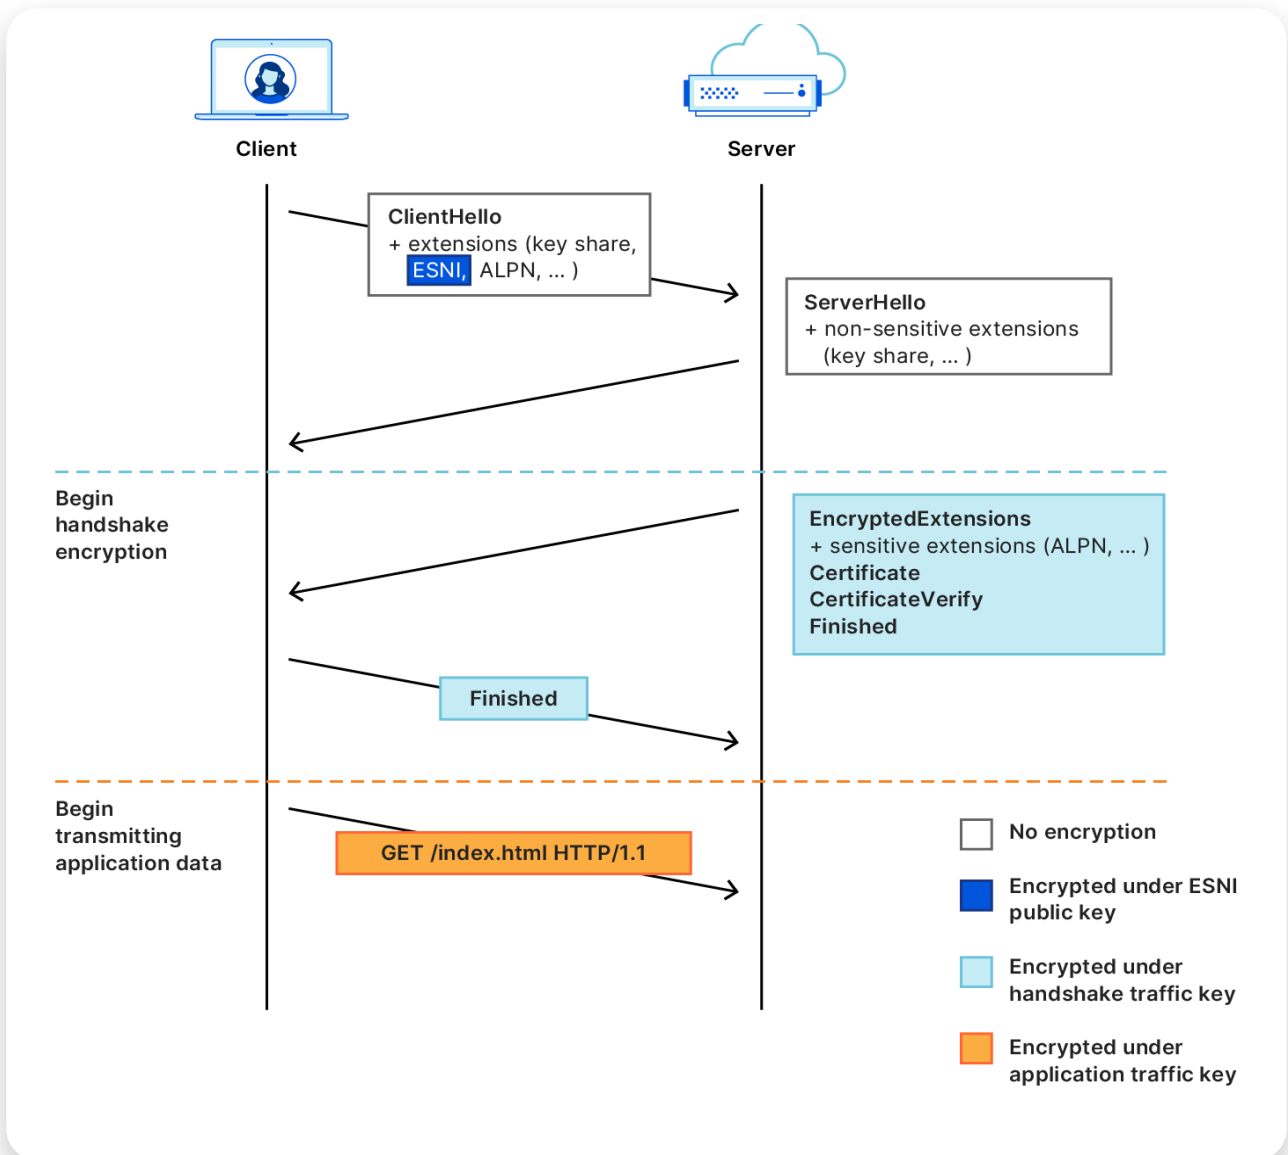 Client
Server
ClientHello
+ extensions (key share,
ESNI, ALPN, ... )
ServerHello
+ non-sensitive extensions
(key share, ... )
Begin
handshake
encryption
EncryptedExtensions
+ sensitive extensions (ALPN, ... )
Certificate
CertificateVerify
Finished
Finished
Begin
transmitting
application data
GET /index.html HTTP/1.1
No encryption
Encrypted under ESNI
public key
Encrypted under
handshake traffic key
Encrypted under
application traffic key